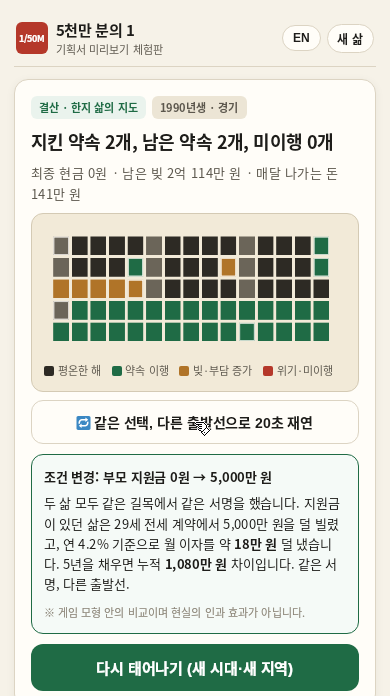 1/50M
5천만 분의 1
기획서 미리보기 체험판
EN
새 삶
결산 · 한지 삶의 지도
1990년생 · 경기
지킨 약속 2개, 남은 약속 2개, 미이행 0개
최종 현금 0원 · 남은 빚 2억 114만 원 · 매달 나가는 돈
141만 원
평온한 해
약속 이행
빚·부담 증가
위기·미이행
같은 선택, 다른 출발선으로 20초 재연
조건 변경: 부모 지원금 0원 → 5,000만 원
두 삶 모두 같은 길목에서 같은 서명을 했습니다. 지원금
이 있던 삶은 29세 전세 계약에서 5,000만 원을 덜 빌렸
고, 연 4.2% 기준으로 월 이자를 약 18만 원 덜 냈습니
다. 5년을 채우면 누적 1,080만 원 차이입니다. 같은 서
명, 다른 출발선.
※ 게임 모형 안의 비교이며 현실의 인과 효과가 아닙니다.
다시 태어나기 (새 시대·새 지역)